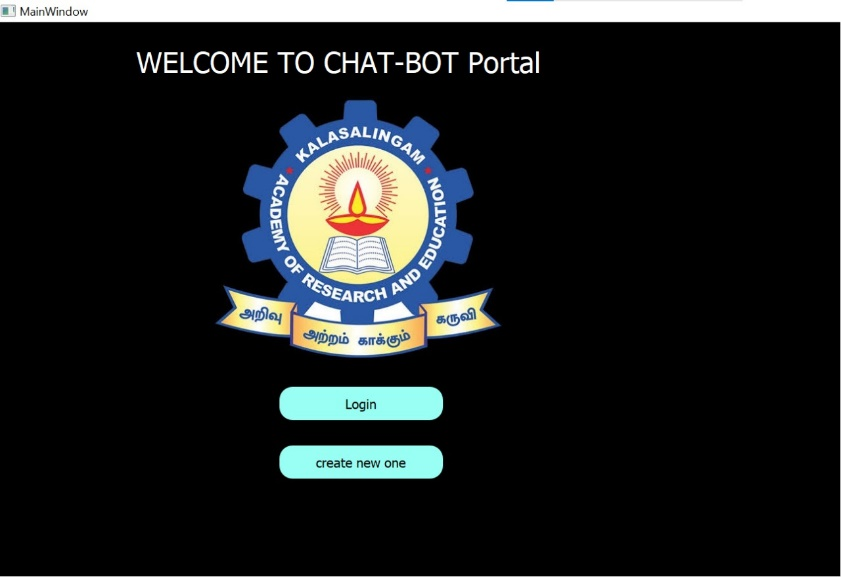 MainWindow
WELCOME TO CHAT-BOT Portal
KALASALINGAM
ACADEMY OF RESEARCH AND EDUCATION
அறிவு
அற்றம் காக்கும்
கருவி
Login
create new one